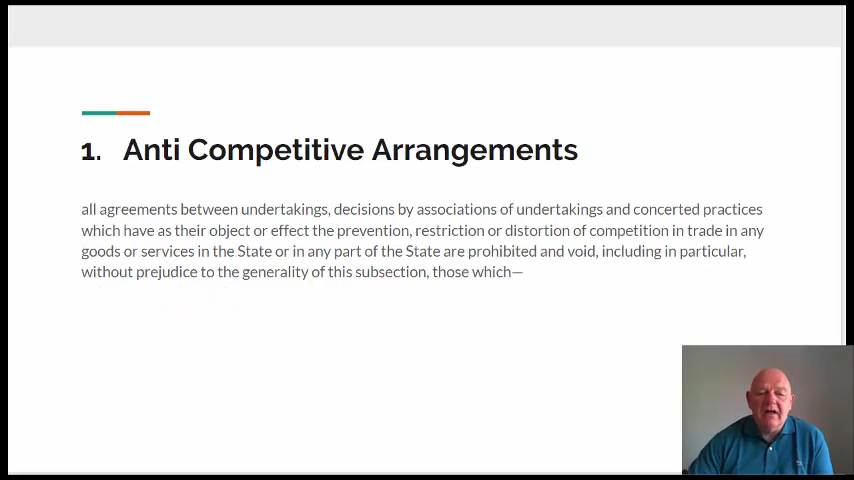 1. Anti Competitive Arrangements
all agreements between undertakings, decisions by associations of undertakings and concerted practices
which have as their object or effect the prevention, restriction or distortion of competition in trade in any
goods or services in the State or in any part of the State are prohibited and void, including in particular,
without prejudice to the generality of this subsection, those which—